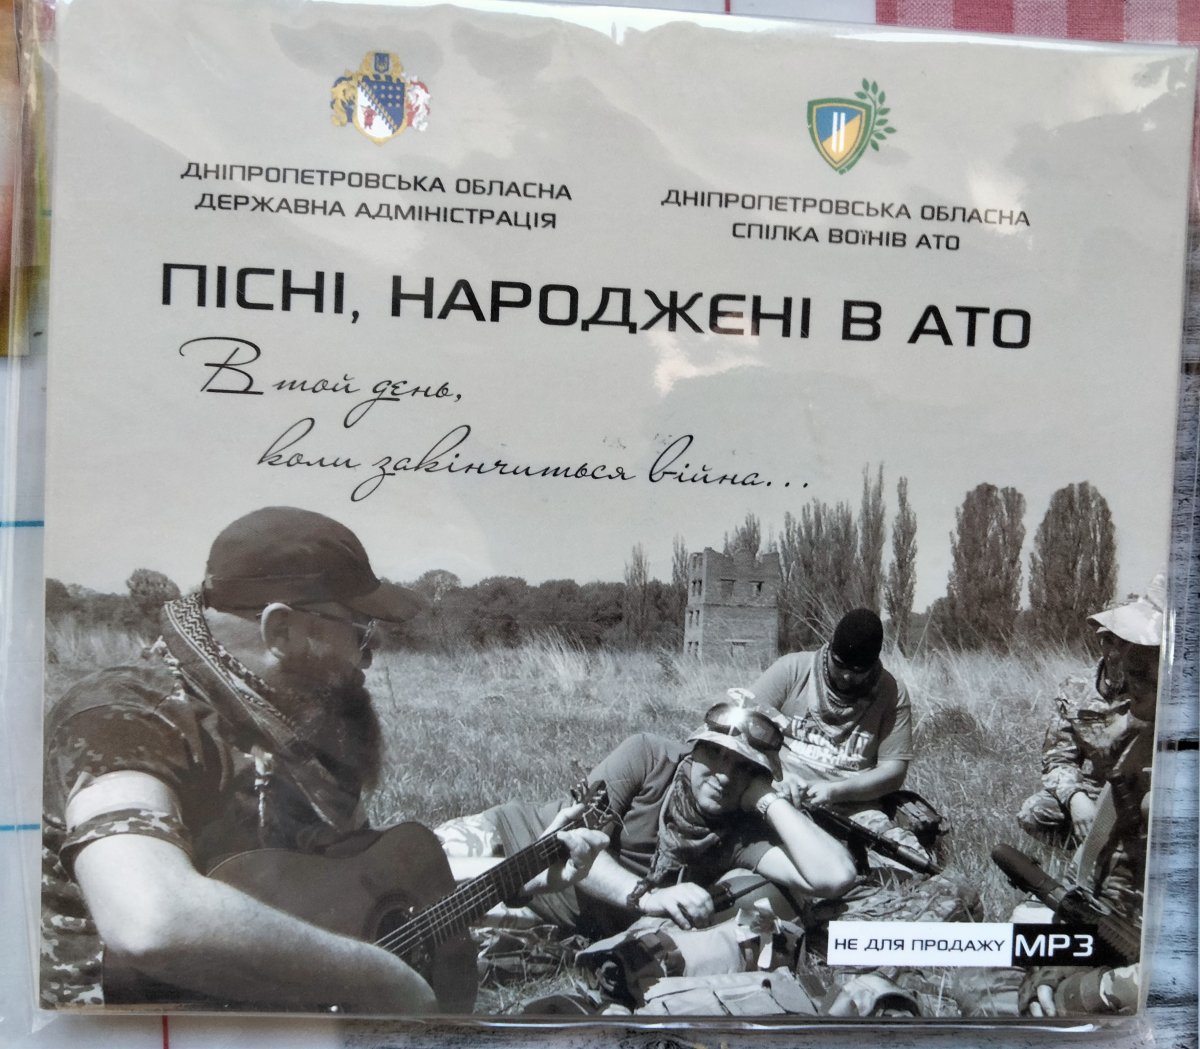 ДНІПРОПЕТРОВСЬКА ОБЛАСНА
ДЕРЖАВНА АДМІНІСТРАЦІЯ
ДНІПРОПЕТРОВСЬКА ОБЛАСНА
СПІЛКА ВОїНІВ АТО
ПІСНІ, НАРОДЖЕНІ В АТО
В той день,
коли закінчиться війна...
НЕ ДЛЯ ПРОДАЖУ MP3